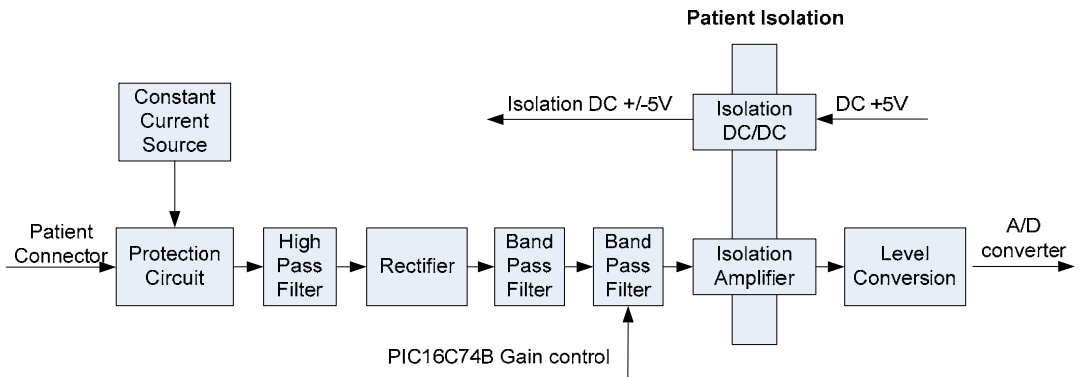 Patient Isolation
Constant
Current
Source
Isolation DC +/-5V
Isolation
DC/DC
DC +5V
Patient
Connector
Protection
Circuit
High
Pass
Filter
Rectifier
Band
Pass
Filter
Band
Pass
Filter
Isolation
Amplifier
Level
Conversion
A/D
converter
PIC16C74B Gain control